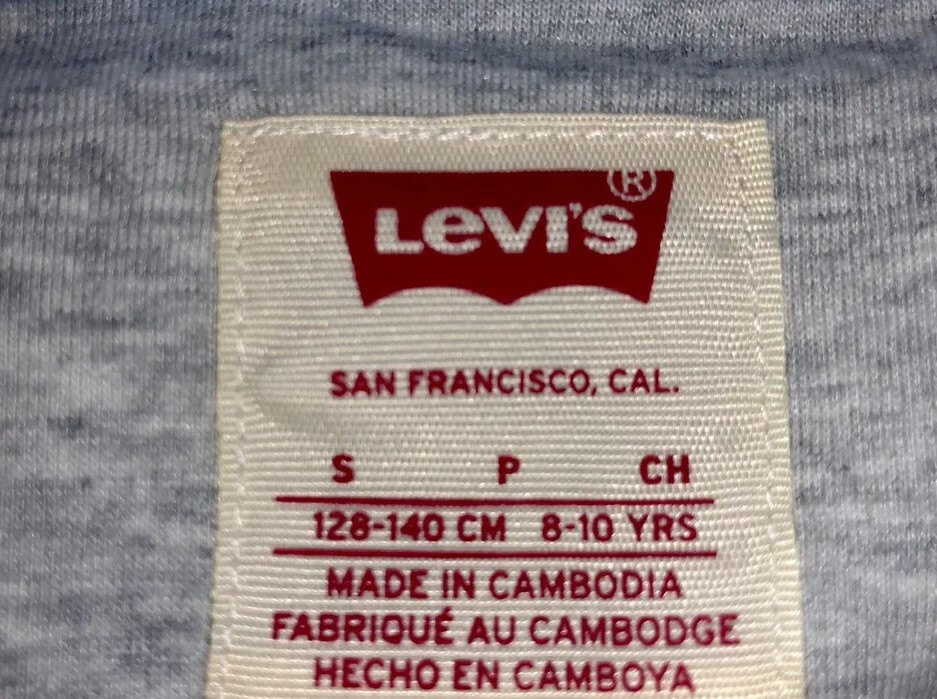 LEVI'S®
SAN FRANCISCO, CAL.
S P CH
128-140 CM 8-10 YRS
MADE IN CAMBODIA
FABRIQUÉ AU CAMBODGE
HECHO EN CAMBOYA